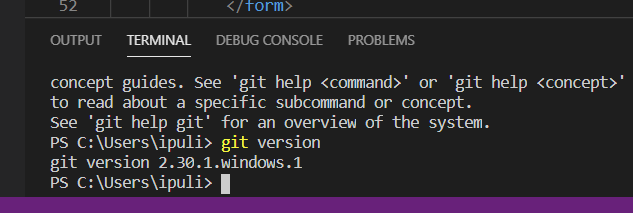 52 </form>
OUTPUT TERMINAL DEBUG CONSOLE PROBLEMS
concept guides. See 'git help <command>' or 'git help <concept>'
to read about a specific subcommand or concept.
See 'git help git' for an overview of the system.
PS C:\Users\ipuli> git version
git version 2.30.1.windows.1
PS C:\Users\ipuli>